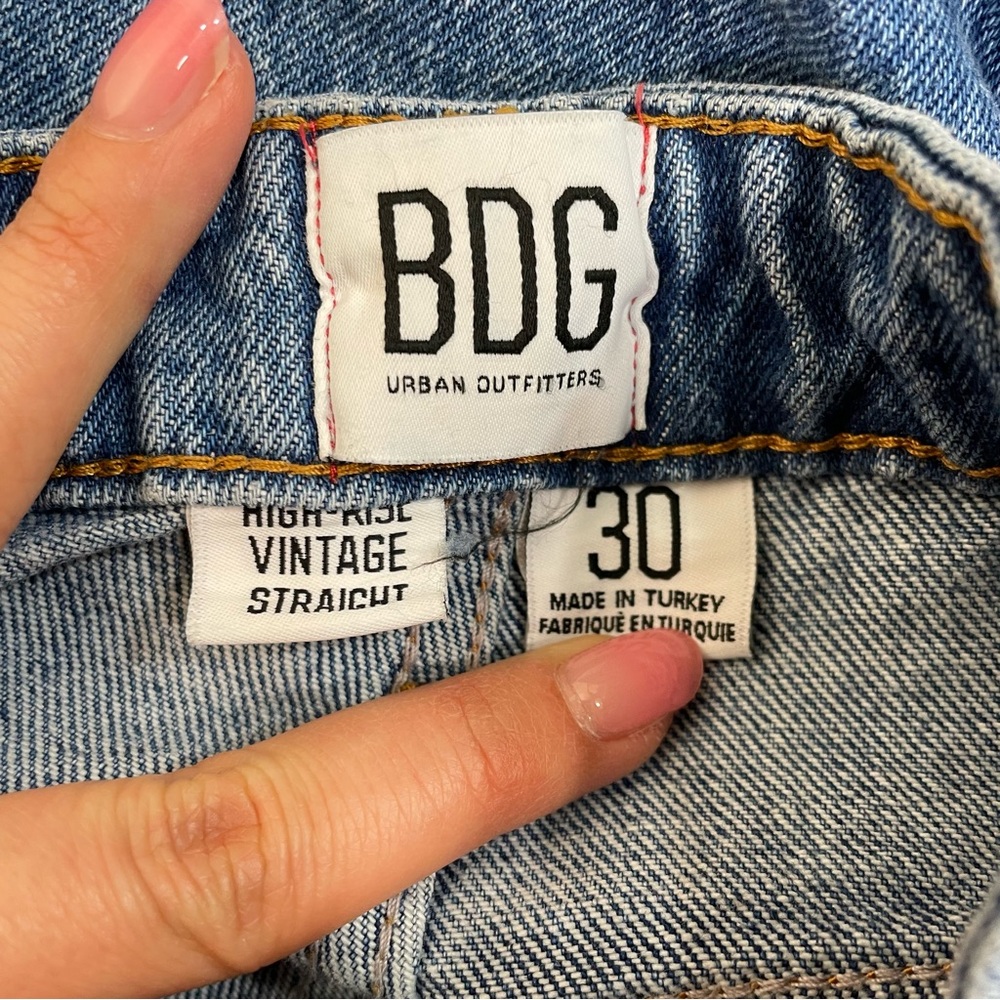 BDG
URBAN OUTFITTERS
HIGH-RISE
VINTAGE
STRAIGHT
30
MADE IN TURKEY
FABRIQUÉ EN TURQUIE